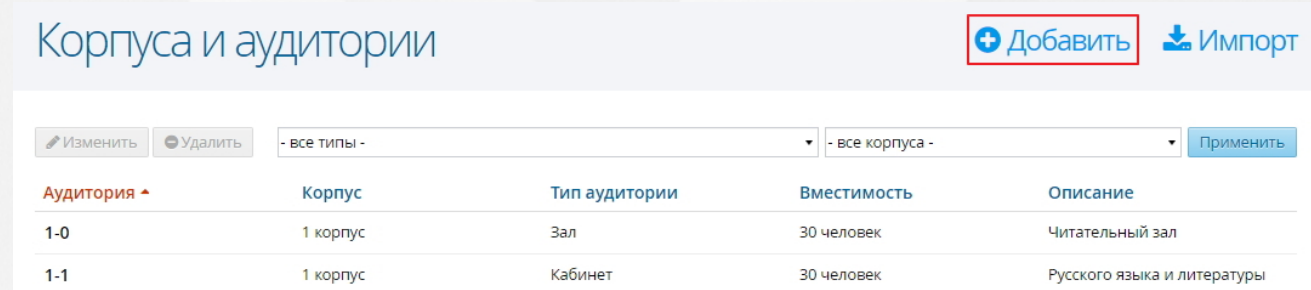 Корпуса и аудитории Добавить Импорт
Изменить Удалить - все типы - - все корпуса - Применить
Аудитория Корпус Тип аудитории Вместимость Описание
1-0 1 корпус Зал 30 человек Читательный зал
1-1 1 корпус Кабинет 30 человек Русского языка и литературы